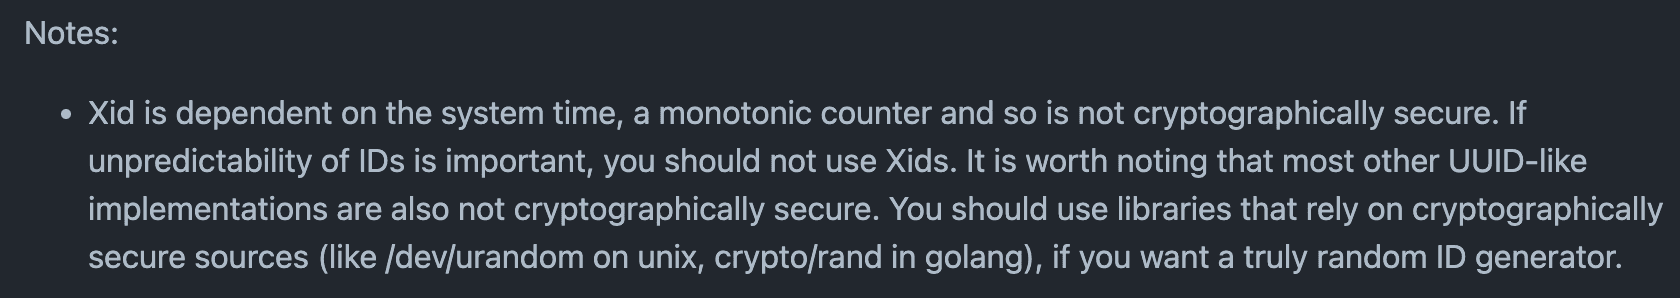 Notes:
• Xid is dependent on the system time, a monotonic counter and so is not cryptographically secure. If
unpredictability of IDs is important, you should not use Xids. It is worth noting that most other UUID-like
implementations are also not cryptographically secure. You should use libraries that rely on cryptographically
secure sources (like /dev/urandom on unix, crypto/rand in golang), if you want a truly random ID generator.